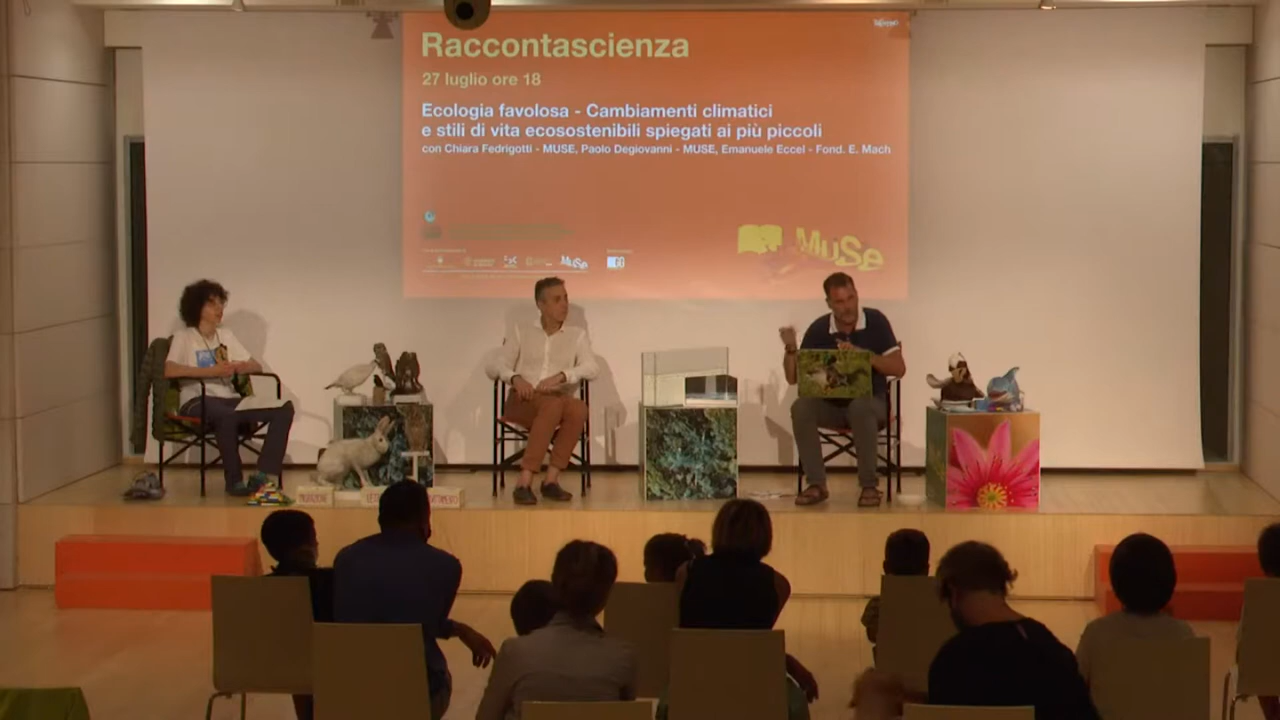 Raccontascienza
27 luglio ore 18
Ecologia favolosa - Cambiamenti climatici
e stili di vita ecosostenibili spiegati ai più piccoli
con Chiara Fedrigotti - MUSE, Paolo Degiovanni - MUSE, Emanuele Eccel - Fond. E. Mach
MuSe
MuSe